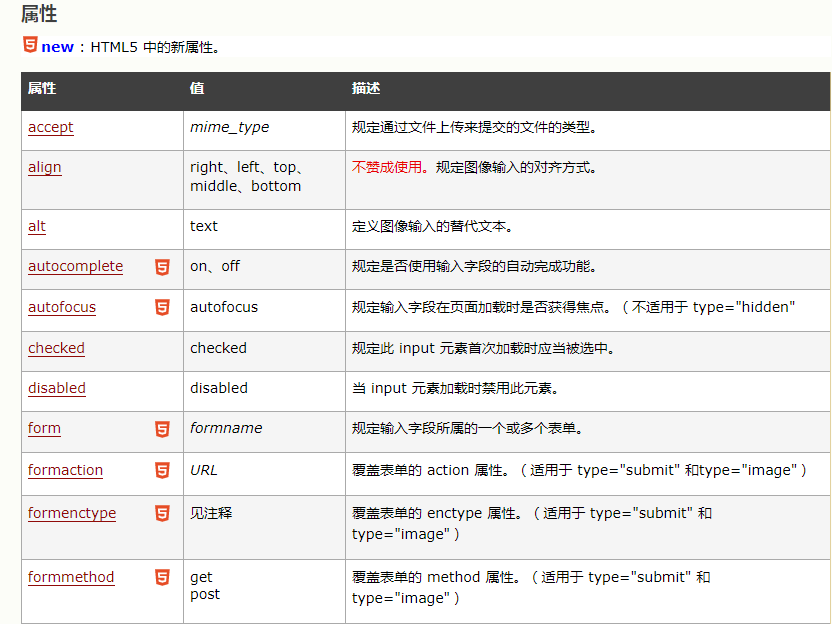 属性
new : HTML5 中的新属性。
属性 值 描述
accept mime_type 规定通过文件上传来提交的文件的类型。
align right、left、top、 不赞成使用。规定图像输入的对齐方式。
middle、bottom
alt text 定义图像输入的替代文本。
autocomplete on、off 规定是否使用输入字段的自动完成功能。
autofocus autofocus 规定输入字段在页面加载时是否获得焦点。（不适用于 type="hidden"
checked checked 规定此 input 元素首次加载时应当被选中。
disabled disabled 当 input 元素加载时禁用此元素。
form formname 规定输入字段所属的一个或多个表单。
formaction URL 覆盖表单的 action 属性。（适用于 type="submit" 和type="image"）
formenctype 见注释 覆盖表单的 enctype 属性。（适用于 type="submit" 和
type="image"）
formmethod get 覆盖表单的 method 属性。（适用于 type="submit" 和
post type="image"）